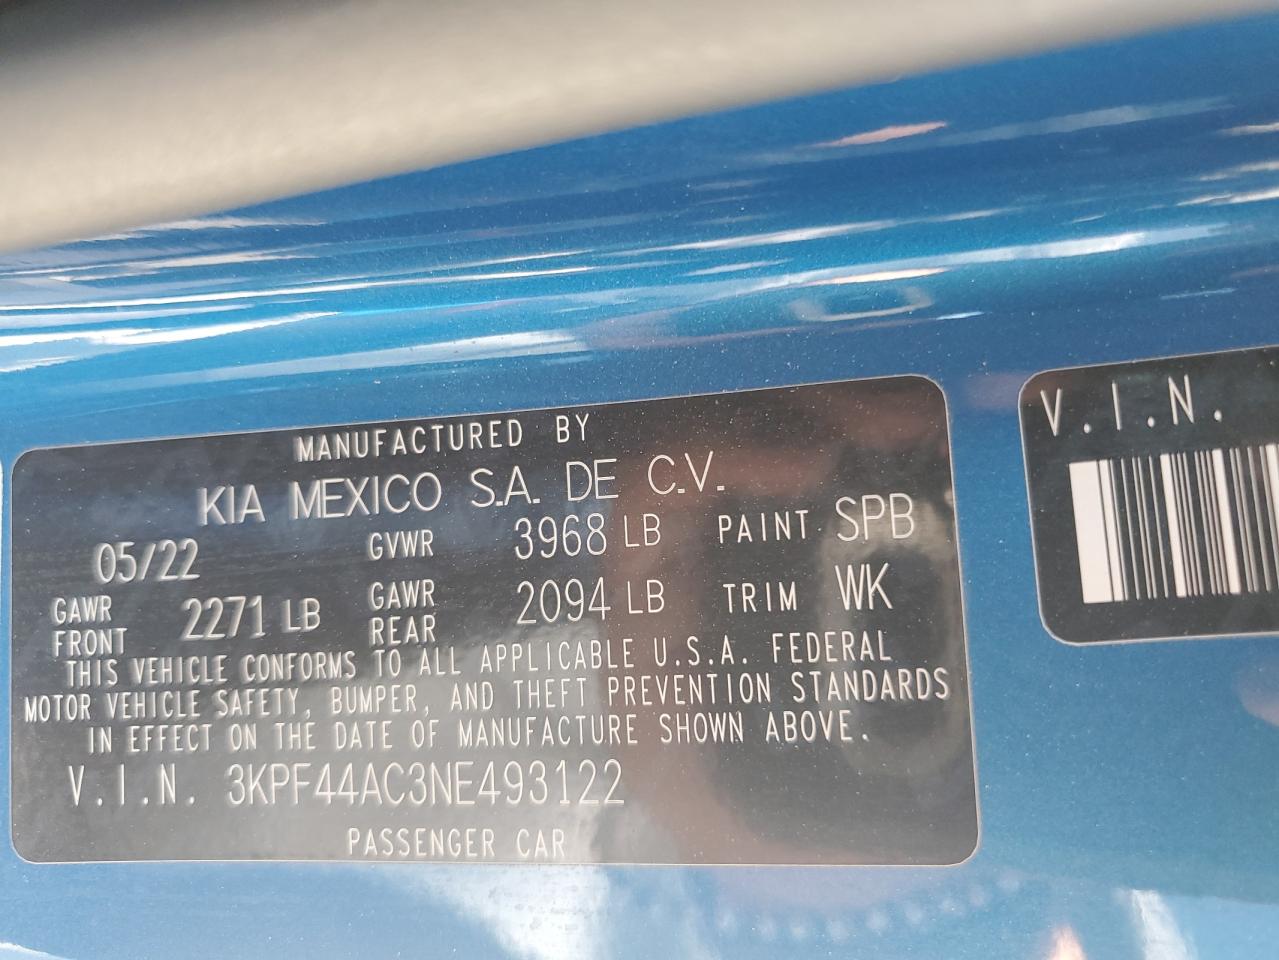 MANUFACTURED BY
KIA MEXICO S.A. DE C.V.
05/22 GVWR 3968 LB PAINT SPB
GAWR FRONT 2271 LB GAWR REAR 2094 LB TRIM WK
THIS VEHICLE CONFORMS TO ALL APPLICABLE U.S.A. FEDERAL
MOTOR VEHICLE SAFETY, BUMPER, AND THEFT PREVENTION STANDARDS
IN EFFECT ON THE DATE OF MANUFACTURE SHOWN ABOVE.
V.I.N. 3KPF44AC3NE493122
PASSENGER CAR
V.I.N.